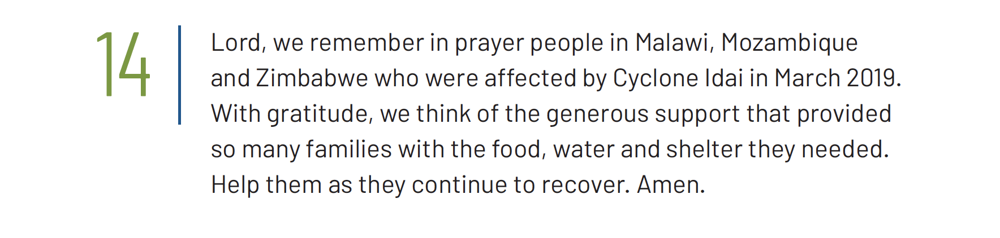 14
Lord, we remember in prayer people in Malawi, Mozambique
and Zimbabwe who were affected by Cyclone Idai in March 2019.
With gratitude, we think of the generous support that provided
so many families with the food, water and shelter they needed.
Help them as they continue to recover. Amen.